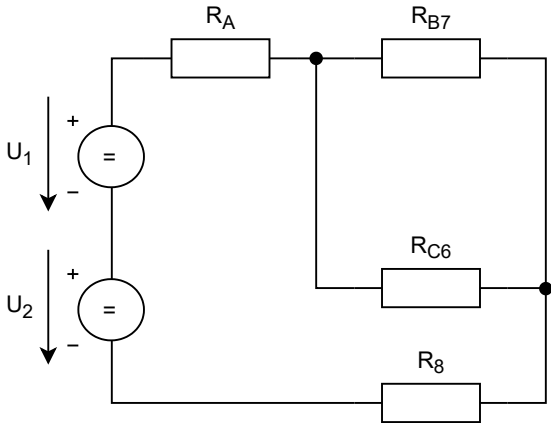 R_A
R_B7
+
U_1
=
−
R_C6
+
U_2
=
−
R_8